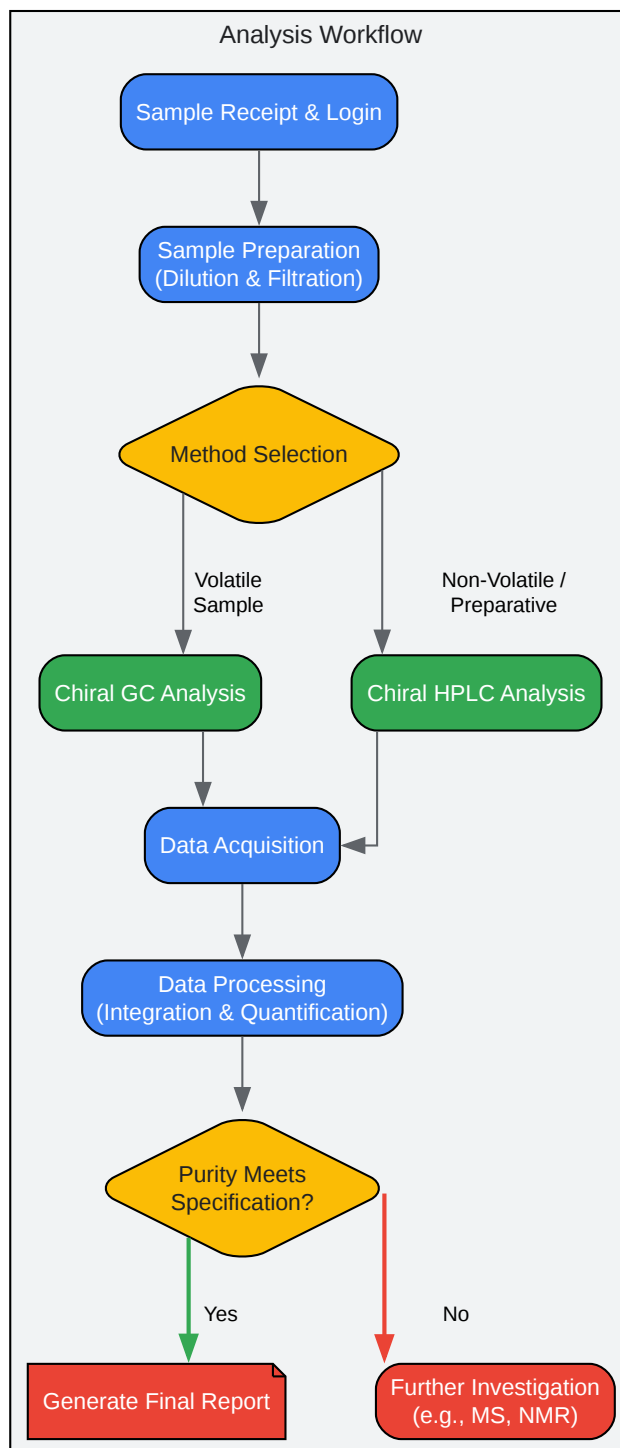 Analysis Workflow
Sample Receipt & Login
Sample Preparation
(Dilution & Filtration)
Method Selection
Volatile
Sample
Non-Volatile /
Preparative
Chiral GC Analysis
Chiral HPLC Analysis
Data Acquisition
Data Processing
(Integration & Quantification)
Purity Meets
Specification?
Yes
No
Generate Final Report
Further Investigation
(e.g., MS, NMR)